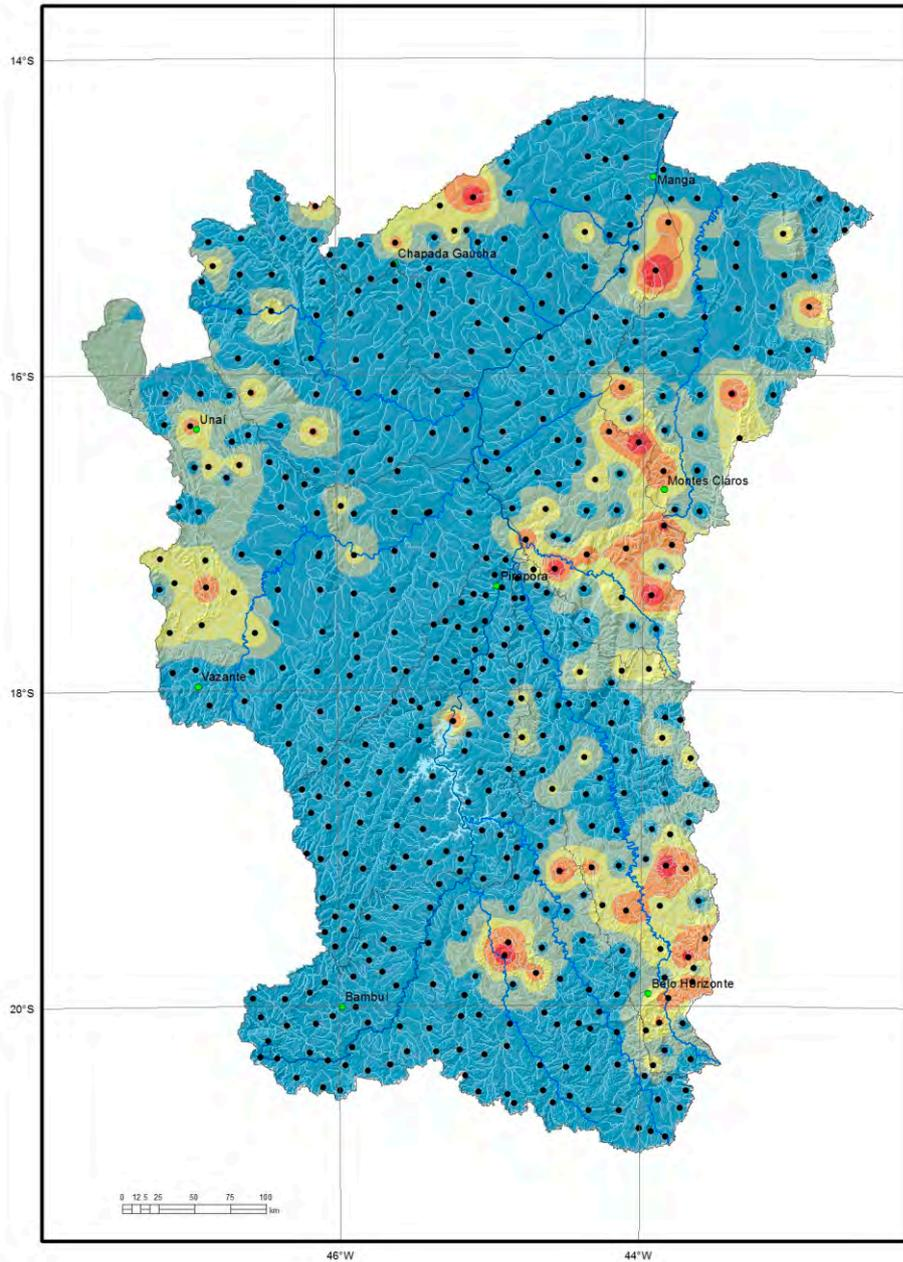 14°S
Manga
Chapada Gaúcha
16°S
Unaí
Montes Claros
Pirapora
18°S
Vazante
Belo Horizonte
20°S
Bambuí
0 12.5 25 50 75 100
km
46°W 44°W